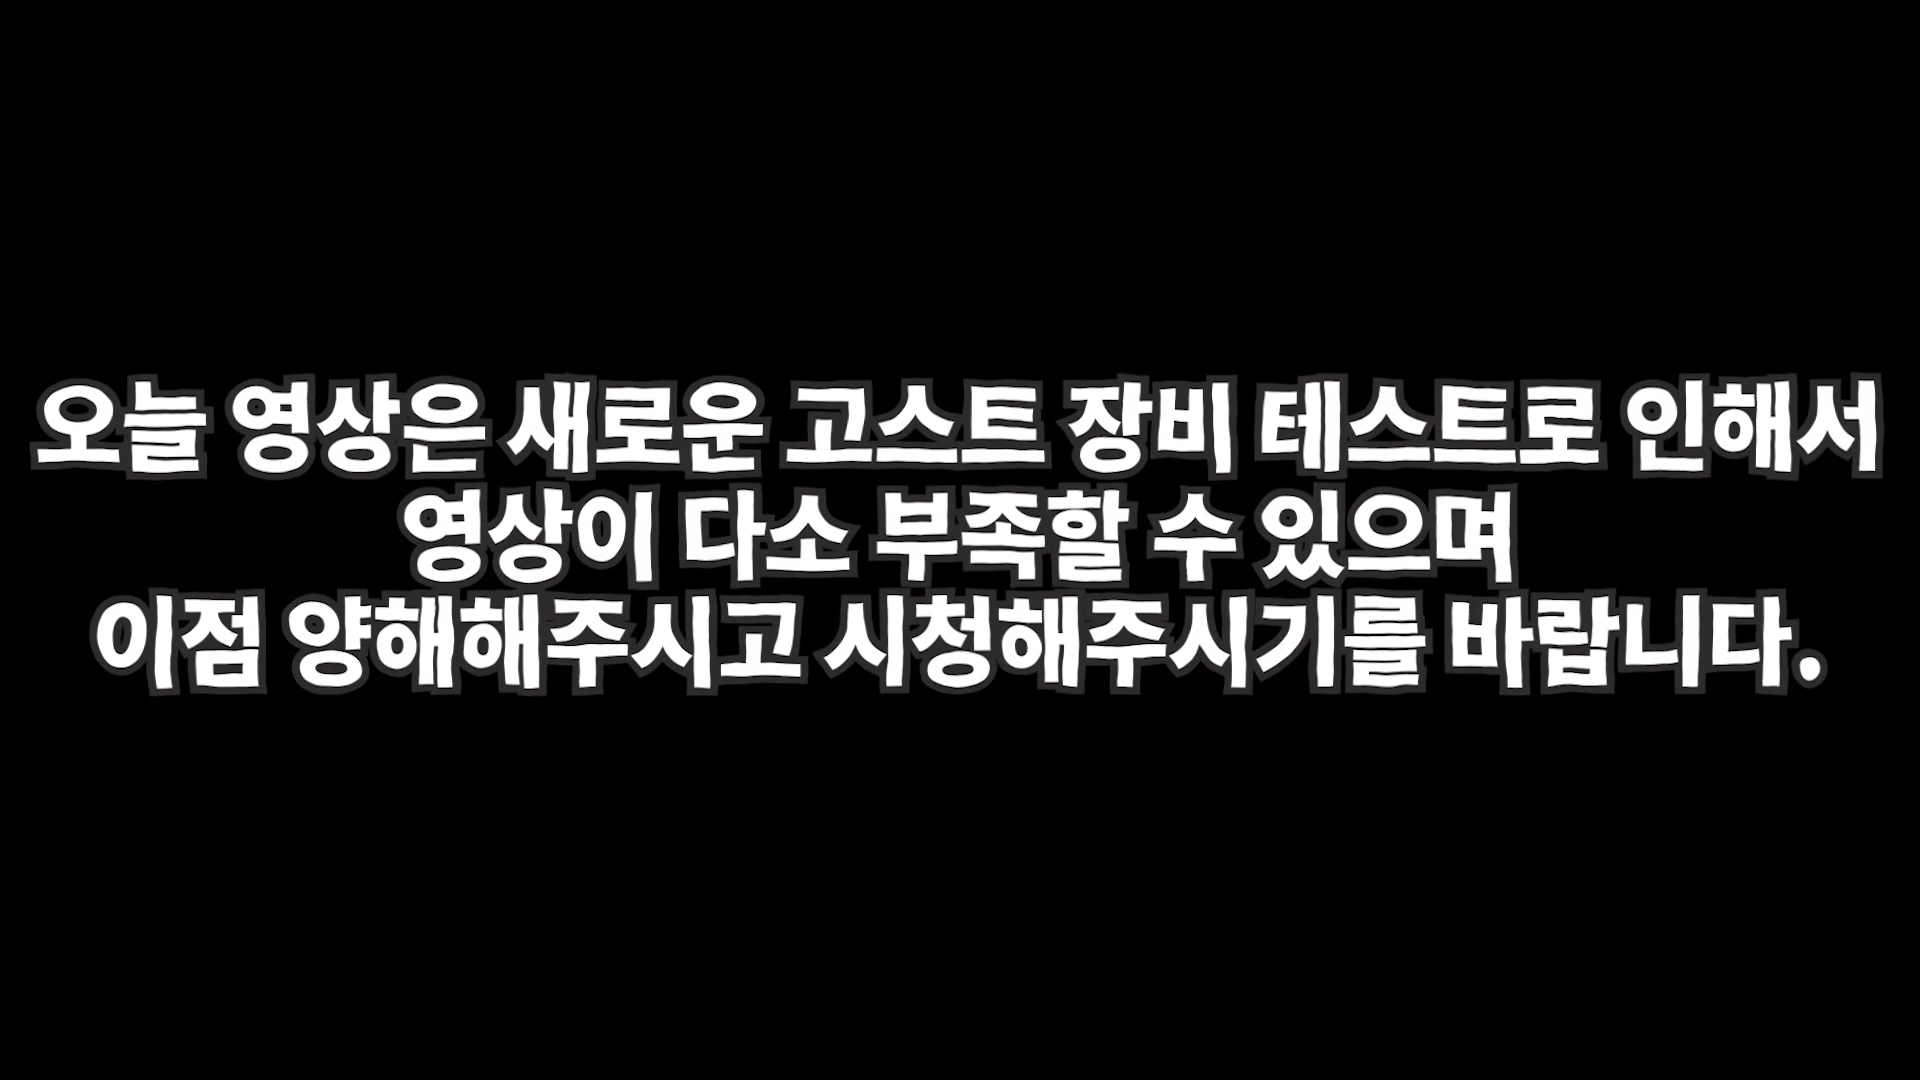 오늘 영상은 새로운 고스트 장비 테스트로 인해서
영상이 다소 부족할 수 있으며
이점 양해해주시고 시청해주시기를 바랍니다.